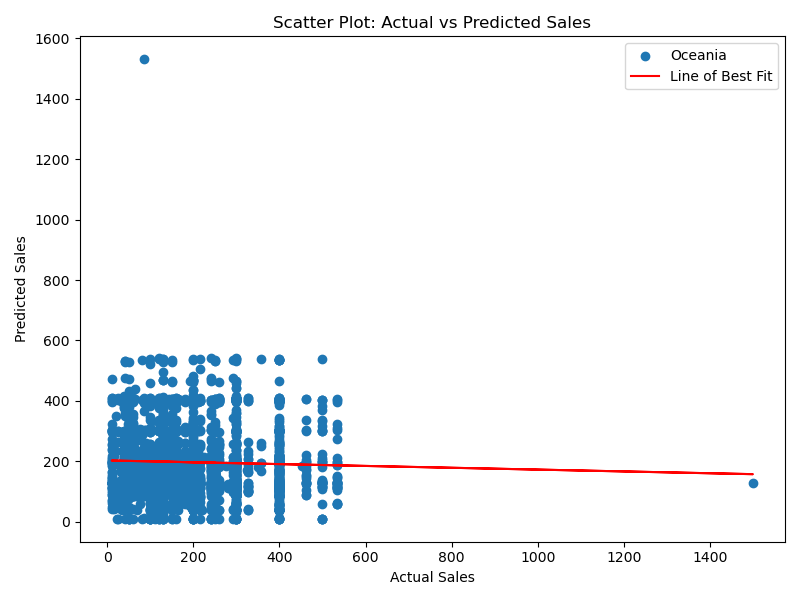 Scatter Plot: Actual vs Predicted Sales
Oceania
Line of Best Fit
1600
1400
1200
1000
800
600
400
200
0
Predicted Sales
0 200 400 600 800 1000 1200 1400
Actual Sales